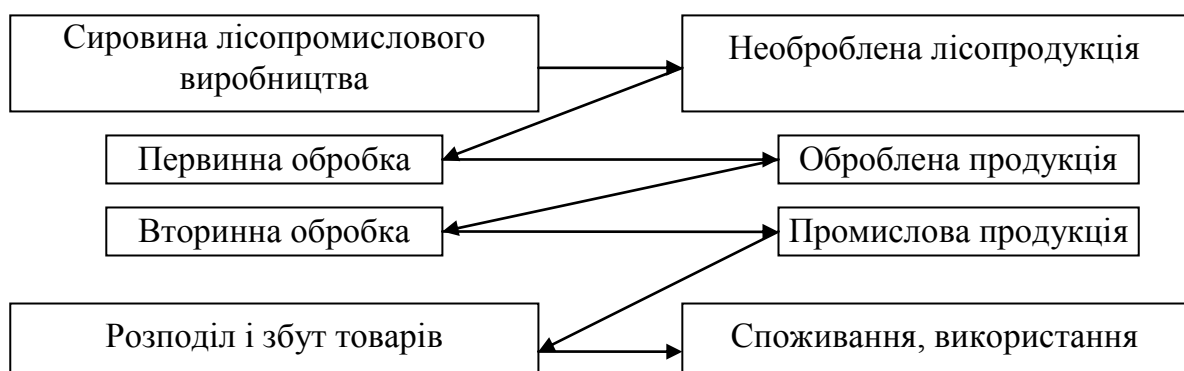 Сировина лісопромислового
виробництва
Необроблена лісопродукція
Первинна обробка
Оброблена продукція
Вторинна обробка
Промислова продукція
Розподіл і збут товарів
Споживання, використання